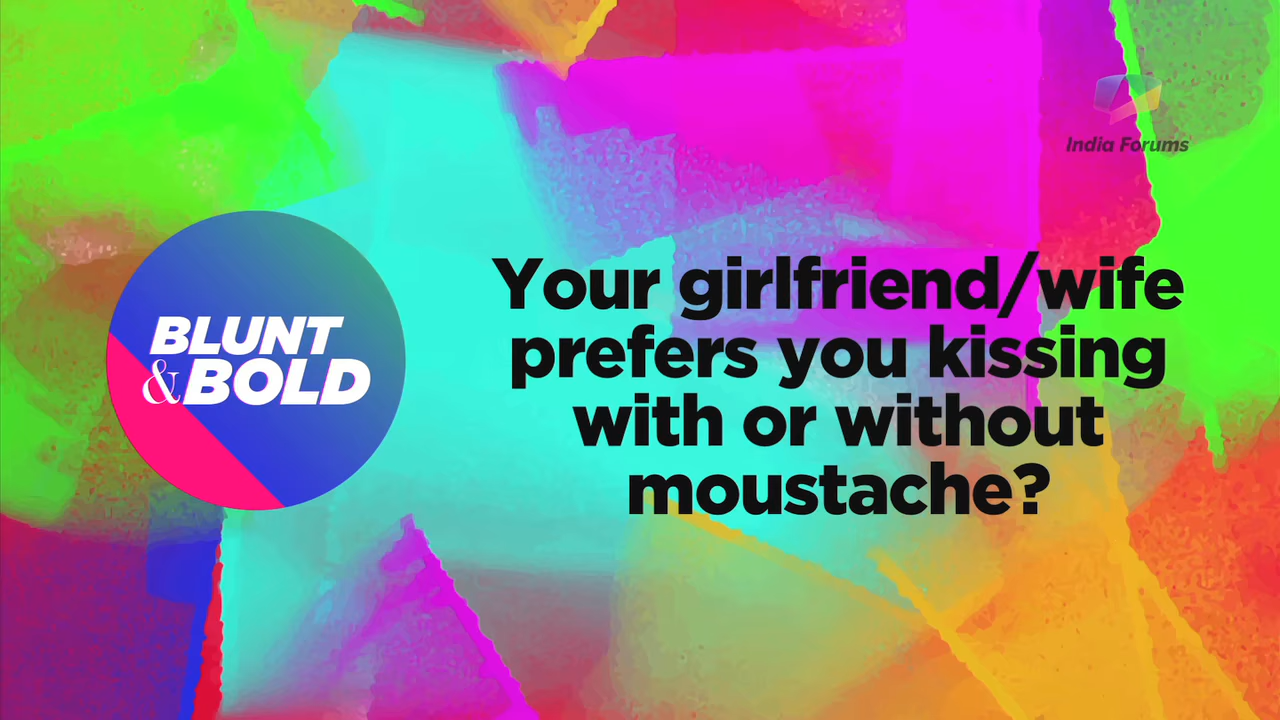 India Forums
BLUNT
& BOLD
Your girlfriend/wife
prefers you kissing
with or without
moustache?